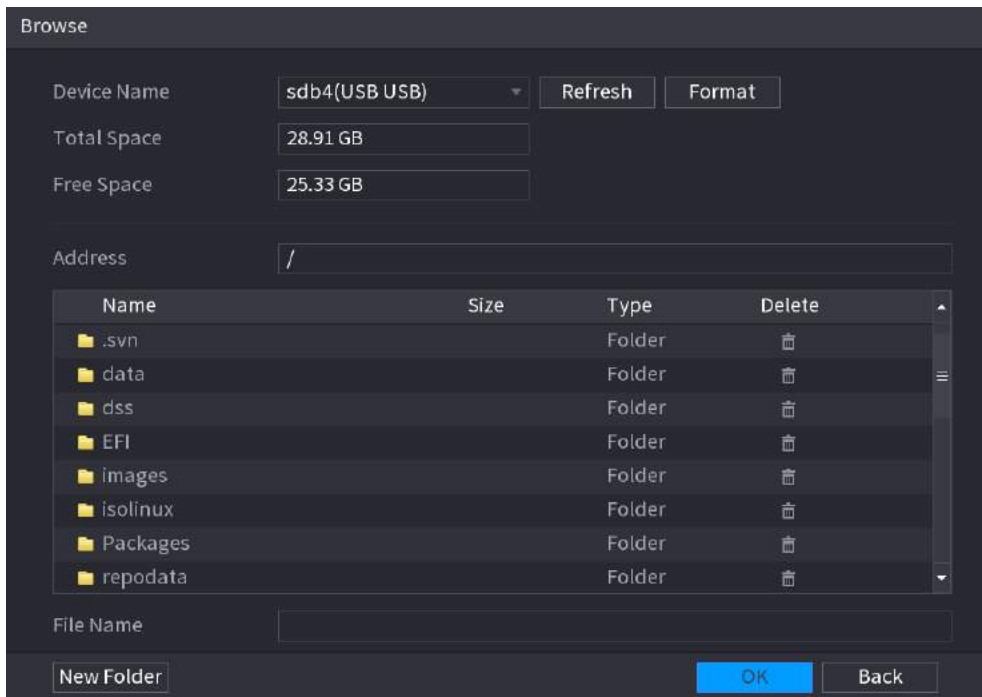 Browse
Device Name sdb4(USB USB) Refresh Format
Total Space 28.91 GB
Free Space 25.33 GB
Address /
Name Size Type Delete
.svn Folder
data Folder
dss Folder
EFI Folder
images Folder
isolinux Folder
Packages Folder
repodata Folder
File Name
New Folder OK Back